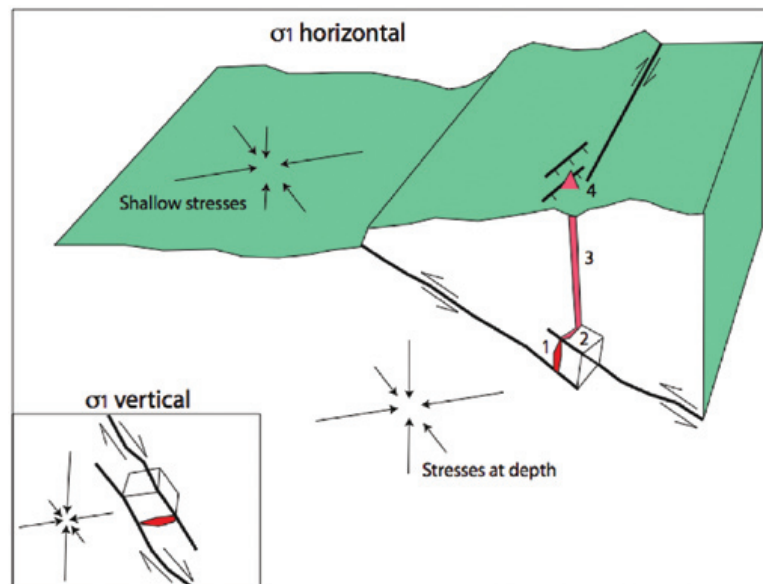 σ1 horizontal
Shallow stresses
4
3
1
2
σ1 vertical
Stresses at depth